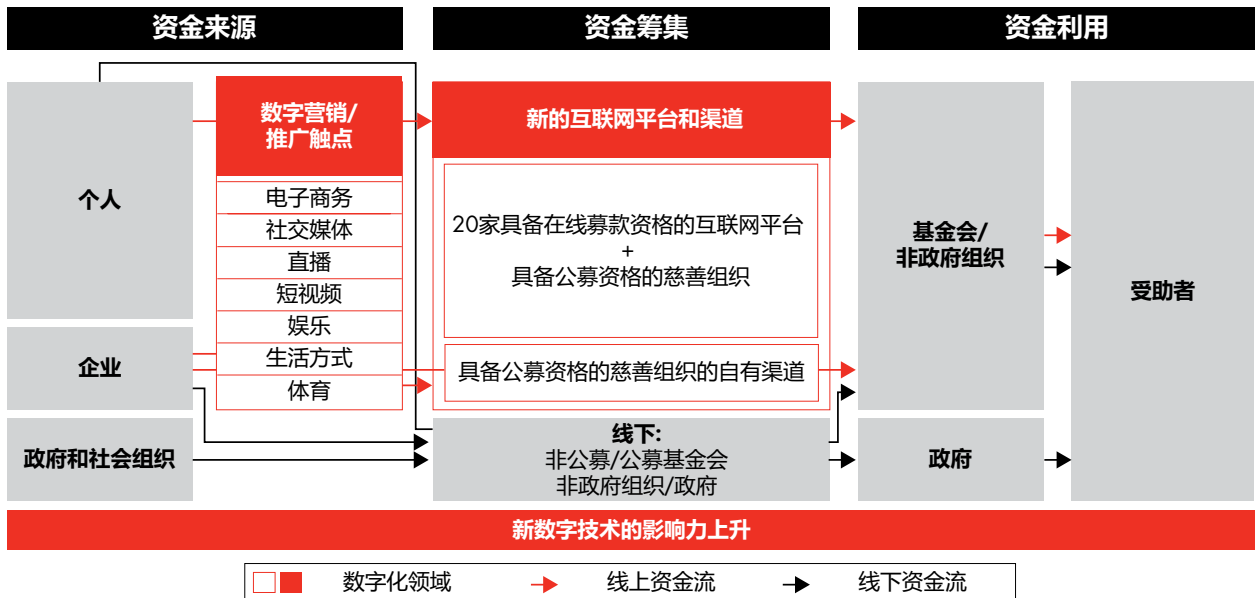 资金来源
资金筹集
资金利用
个人
企业
政府和社会组织
数字营销/
推广触点
电子商务
社交媒体
直播
短视频
娱乐
生活方式
体育
新的互联网平台和渠道
20家具备在线募款资格的互联网平台
+
具备公募资格的慈善组织
具备公募资格的慈善组织的自有渠道
线下:
非公募/公募基金会
非政府组织/政府
基金会/
非政府组织
政府
受助者
新数字技术的影响力上升
数字化领域
线上资金流
线下资金流